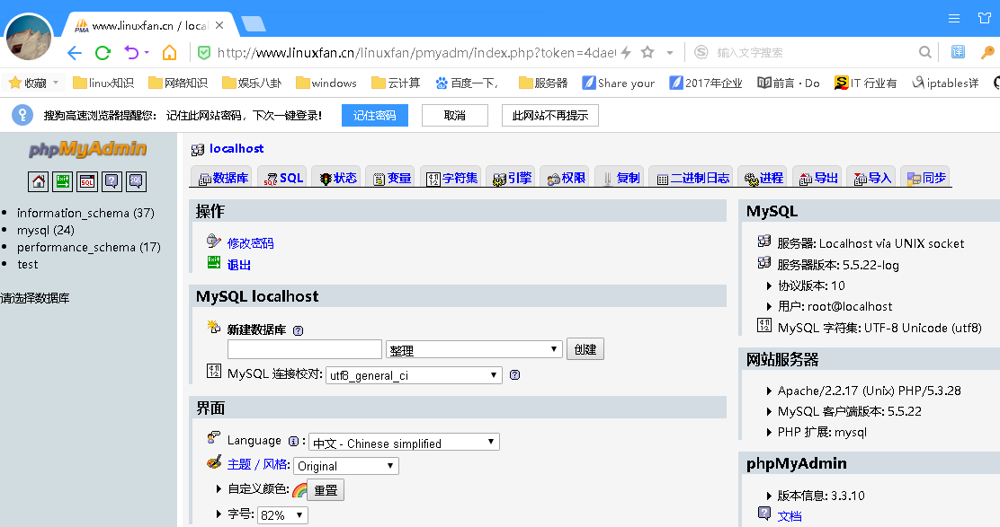 PMA www.linuxfan.cn / local
http://www.linuxfan.cn/linuxfan/pmyadm/index.php?token=4dae
输入文字搜索
收藏 linux知识 网络知识 娱乐八卦 windows 云计算 百度一下， 服务器 Share your 2017年企业 前言 · Do IT 行业有 iptables详
搜狗高速浏览器提醒您： 记住此网站密码，下次一键登录! 记住密码 取消 此网站不再提示
phpMyAdmin
SQL
information_schema (37)
mysql (24)
performance_schema (17)
test
请选择数据库
localhost
数据库 SQL 状态 变量 字符集 引擎 权限 复制 二进制日志 进程 导出 导入 同步
操作
修改密码
Exit 退出
MySQL localhost
新建数据库
整理 创建
MySQL 连接校对: utf8_general_ci
界面
Language : 中文 - Chinese simplified
主题 / 风格: Original
自定义颜色: 重置
字号: 82%
MySQL
服务器: Localhost via UNIX socket
服务器版本: 5.5.22-log
协议版本: 10
用户: root@localhost
MySQL 字符集: UTF-8 Unicode (utf8)
网站服务器
Apache/2.2.17 (Unix) PHP/5.3.28
MySQL 客户端版本: 5.5.22
PHP 扩展: mysql
phpMyAdmin
版本信息: 3.3.10
文档